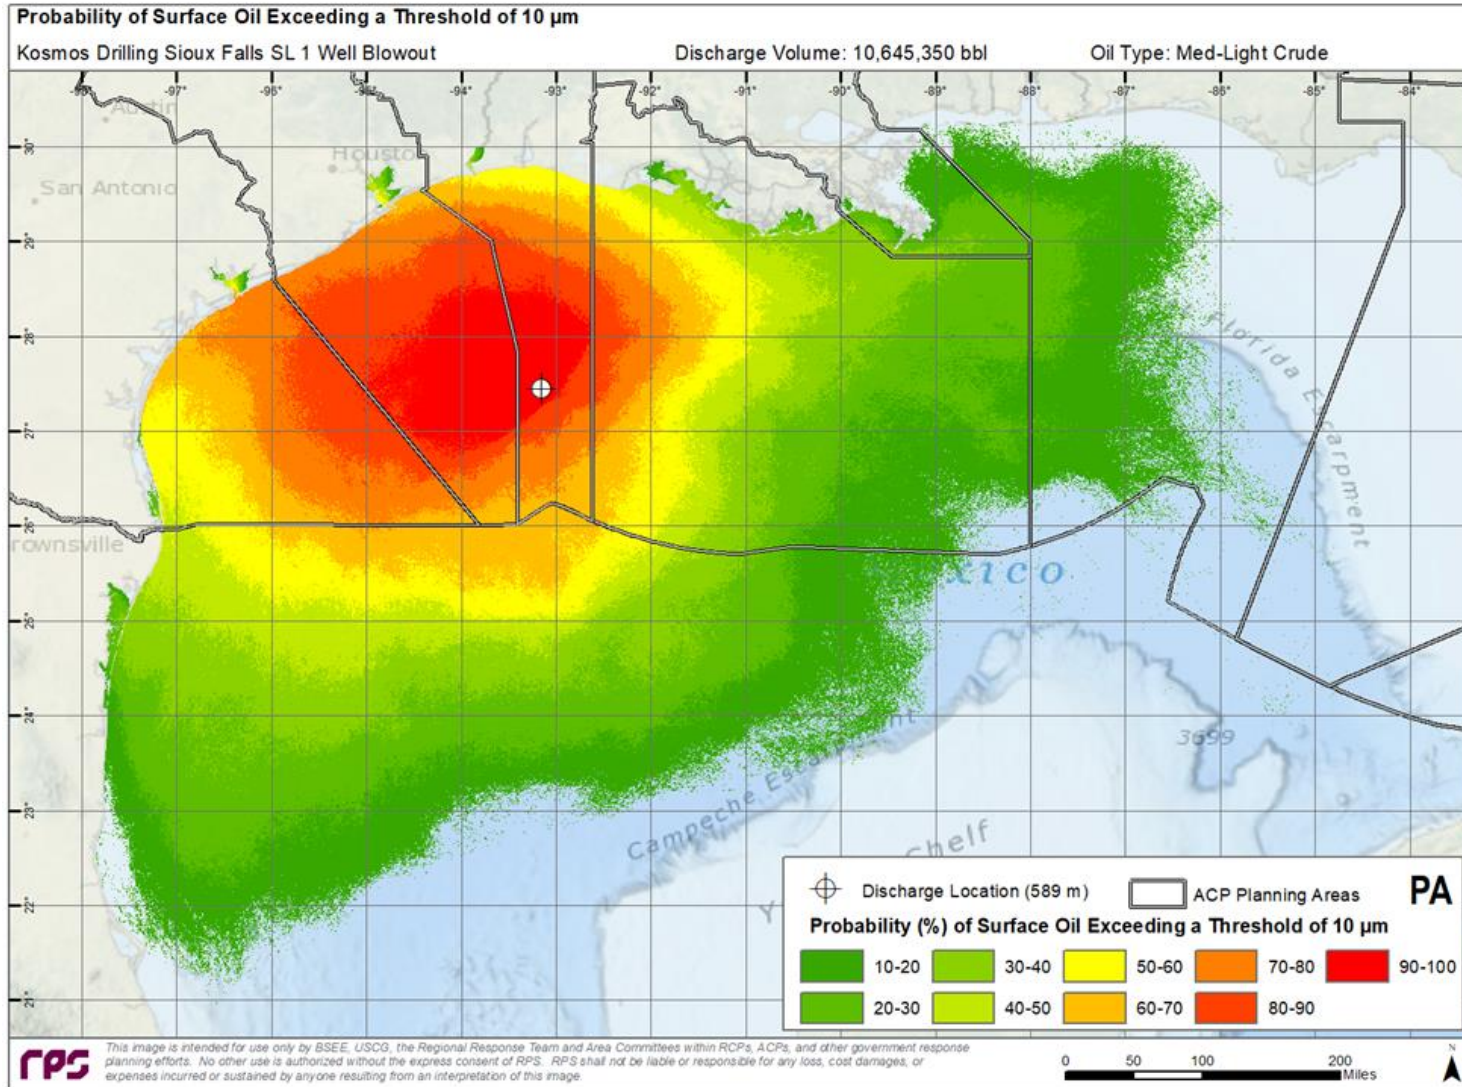 Probability of Surface Oil Exceeding a Threshold of 10 µm
Kosmos Drilling Sioux Falls SL 1 Well Blowout Discharge Volume: 10,645,350 bbl Oil Type: Med-Light Crude
-94° -93° -92° -91° -90° -89° -88° -87° -85° -84°
Austin
30°
Housto
San Antonio
29°
28°
Florida Escarpment
27°
26°
rownsville
xico
25°
24°
3699
23°
Campeche Escar nt
Shelf
22°
Y
21°
Discharge Location (589 m) ACP Planning Areas PA
Probability (%) of Surface Oil Exceeding a Threshold of 10 µm
10-20 30-40 50-60 70-80 90-100
20-30 40-50 60-70 80-90
rps
This image is intended for use only by BSEE, USCG, the Regional Response Team and Area Committees within RCPs, ACPs, and other government response
planning efforts. No other use is authorized without the express consent of RPS. RPS shall not be liable or responsible for any loss, cost damages, or
expenses incurred or sustained by anyone resulting from an interpretation of this image.
0 50 100 200
Miles
N